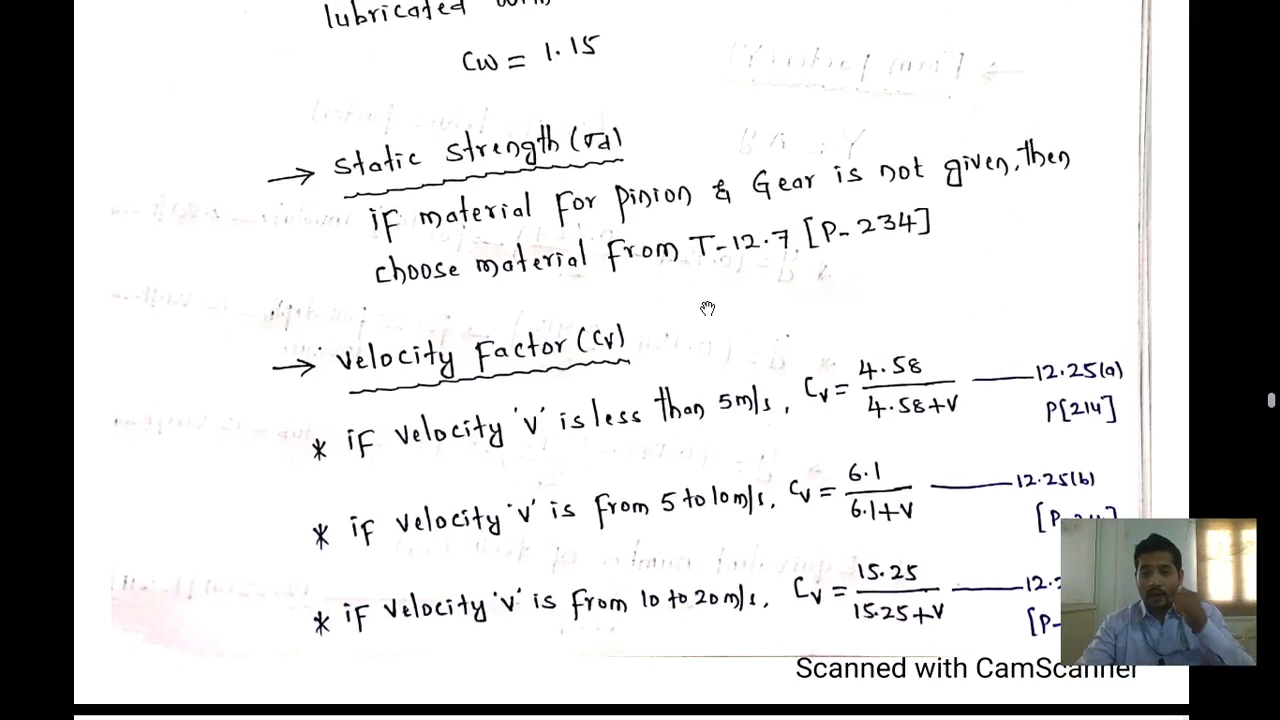 lubricated
Cw = 1.15
→ Static Strength (σd)
if material for pinion & Gear is not given, then
choose material from T-12.7 [P-234]
→ Velocity Factor (Cv)
* if velocity 'v' is less than 5m/s, Cv = 4.58 / 4.58+V —— 12.25(a)
P[214]
* if velocity 'v' is from 5 to 10m/s, Cv = 6.1 / 6.1+V —— 12.25(b)
* if velocity 'v' is from 10 to 20m/s, Cv = 15.25 / 15.25+V
Scanned with CamScanner